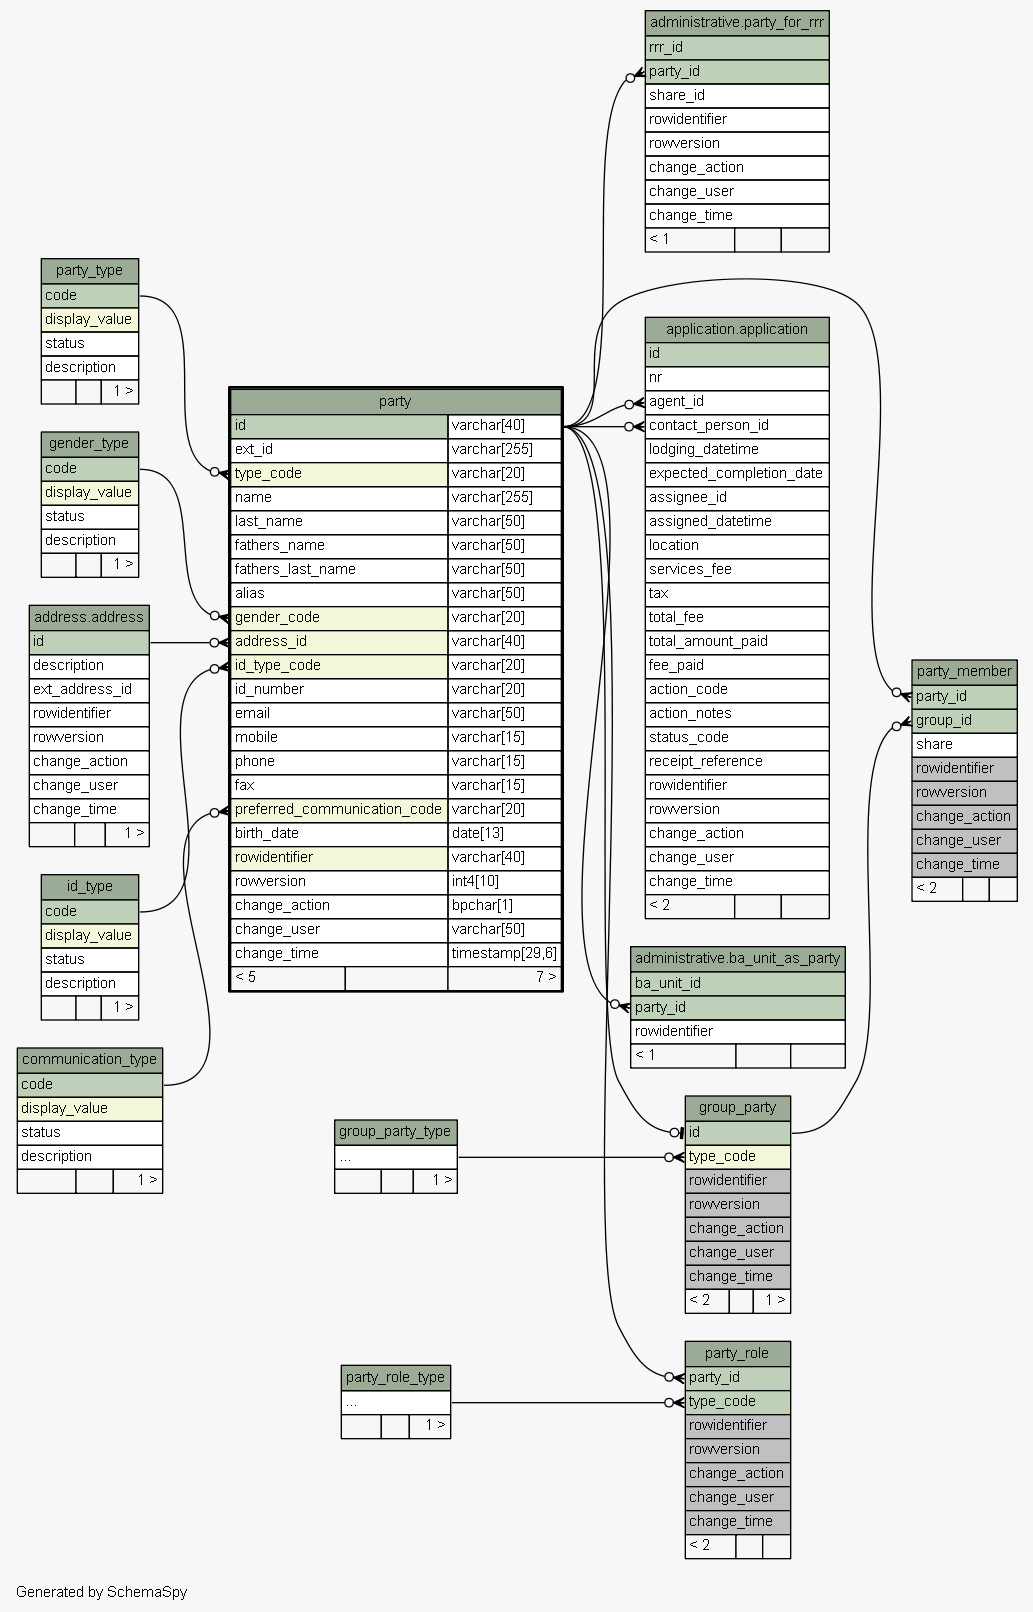 administrative.party_for_rrr
rrr_id
party_id
share_id
rowidentifier
rowversion
change_action
change_user
change_time
< 1
party_type
code
display_value
status
description
1 >
gender_type
code
display_value
status
description
1 >
address.address
id
description
ext_address_id
rowidentifier
rowversion
change_action
change_user
change_time
1 >
id_type
code
display_value
status
description
1 >
communication_type
code
display_value
status
description
1 >
party
id varchar[40]
ext_id varchar[255]
type_code varchar[20]
name varchar[255]
last_name varchar[50]
fathers_name varchar[50]
fathers_last_name varchar[50]
alias varchar[50]
gender_code varchar[20]
address_id varchar[40]
id_type_code varchar[20]
id_number varchar[20]
email varchar[50]
mobile varchar[15]
phone varchar[15]
fax varchar[15]
preferred_communication_code varchar[20]
birth_date date[13]
rowidentifier varchar[40]
rowversion int4[10]
change_action bpchar[1]
change_user varchar[50]
change_time timestamp[29,6]
< 5 7 >
application.application
id
nr
agent_id
contact_person_id
lodging_datetime
expected_completion_date
assignee_id
assigned_datetime
location
services_fee
tax
total_fee
total_amount_paid
fee_paid
action_code
action_notes
status_code
receipt_reference
rowidentifier
rowversion
change_action
change_user
change_time
< 2
party_member
party_id
group_id
share
rowidentifier
rowversion
change_action
change_user
change_time
< 2
administrative.ba_unit_as_party
ba_unit_id
party_id
rowidentifier
< 1
group_party_type
...
1 >
group_party
id
type_code
rowidentifier
rowversion
change_action
change_user
change_time
< 2 1 >
party_role_type
...
1 >
party_role
party_id
type_code
rowidentifier
rowversion
change_action
change_user
change_time
< 2
Generated by SchemaSpy